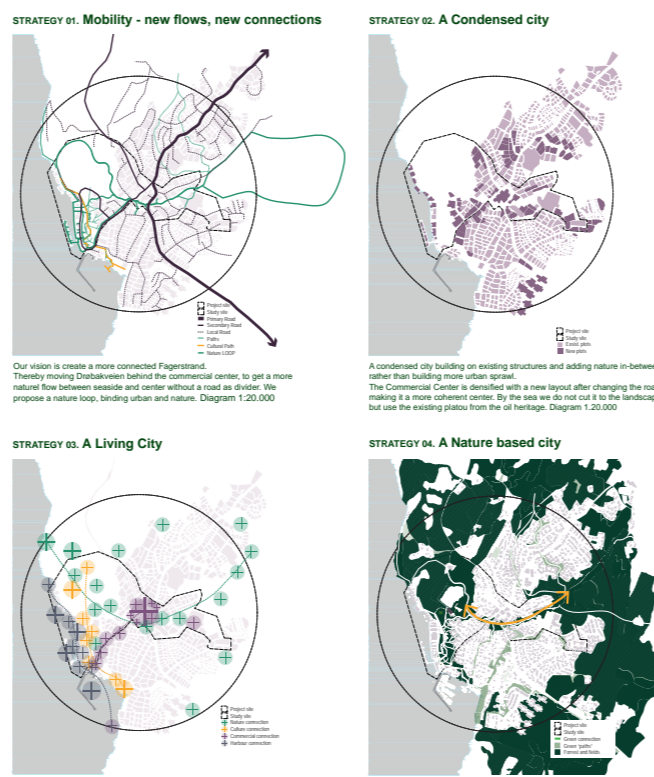 STRATEGY 01. Mobility - new flows, new connections
Project site
Study site
Primary Road
Secondary Road
Local Road
Paths
Cultural Path
Nature LOOP
Our vision is create a more connected Fagerstrand.
Thereby moving Drøbakveien behind the commercial center, to get a more
naturel flow between seaside and center without a road as divider. We
propose a nature loop, binding urban and nature. Diagram 1:20.000
STRATEGY 02. A Condensed city
Project site
Study site
Existd. plots
New plots
A condensed city building on existing structures and adding nature in-betwe
rather than building more urban sprawl.
The Commercial Center is densified with a new layout after changing the roa
making it a more coherent center. By the sea we do not cut it to the landscap
but use the existing platou from the oil heritage. Diagram 1.20.000
STRATEGY 03. A Living City
Project site
Study site
Nature connection
Culture connection
Commercial connection
Harbour connection
STRATEGY 04. A Nature based city
Project site
Study site
Green connection
Green 'paths'
Forrest and fields